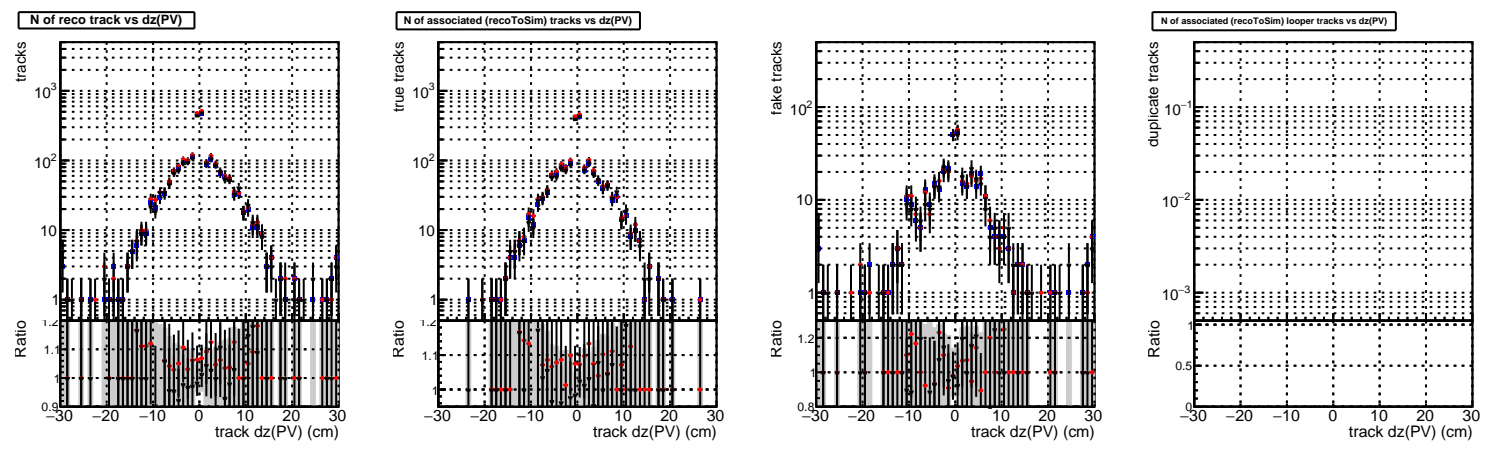 N of reco track vs dz(PV)
tracks
10³
10²
10
1
Ratio
1.2
1.1
1
0.9
−30 −20 −10 0 10 20 30
track dz(PV) (cm)
N of associated (recoToSim) tracks vs dz(PV)
true tracks
10³
10²
10
1
Ratio
1.2
1.1
1
−30 −20 −10 0 10 20 30
track dz(PV) (cm)
fake tracks
10²
10
1
Ratio
1.2
1
0.8
−30 −20 −10 0 10 20 30
track dz(PV) (cm)
N of associated (recoToSim) looper tracks vs dz(PV)
duplicate tracks
10⁻¹
10⁻²
10⁻³
Ratio
1
0.5
0
−30 −20 −10 0 10 20 30
track dz(PV) (cm)